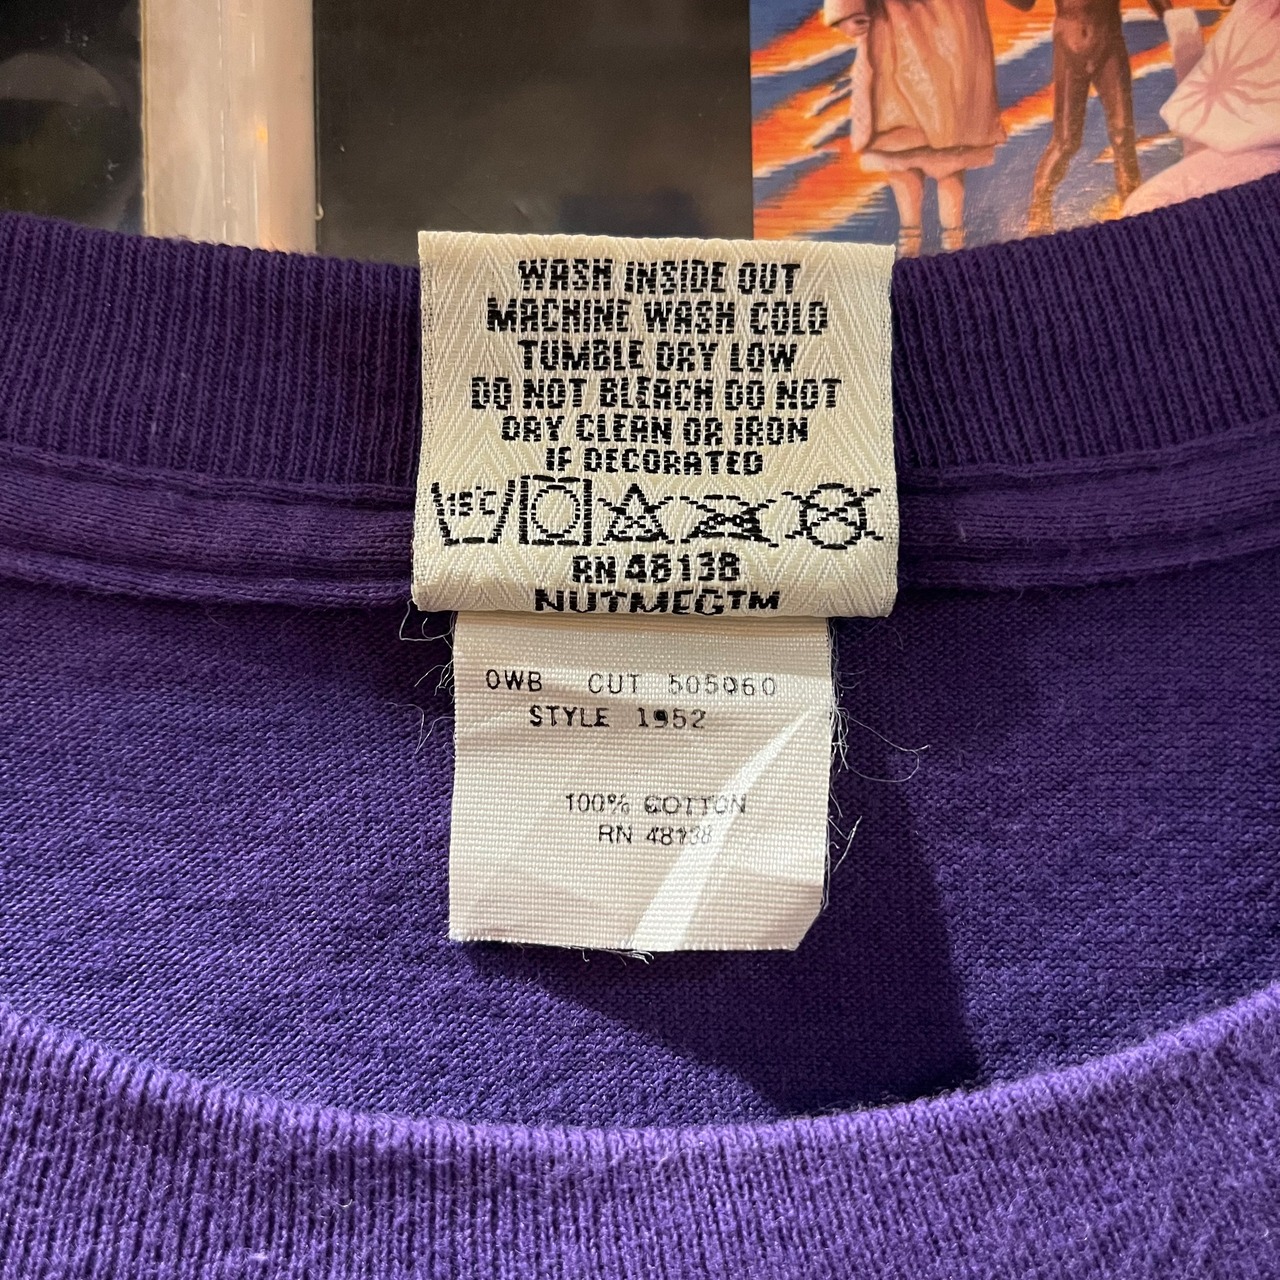 WASH INSIDE OUT
MACHINE WASH COLD
TUMBLE DRY LOW
DO NOT BLEACH DO NOT
DRY CLEAN OR IRON
IF DECORATED
15°C
RN 48138
NUTMEG™
OWB CUT 505060
STYLE 1952
100% COTTON
RN 48138